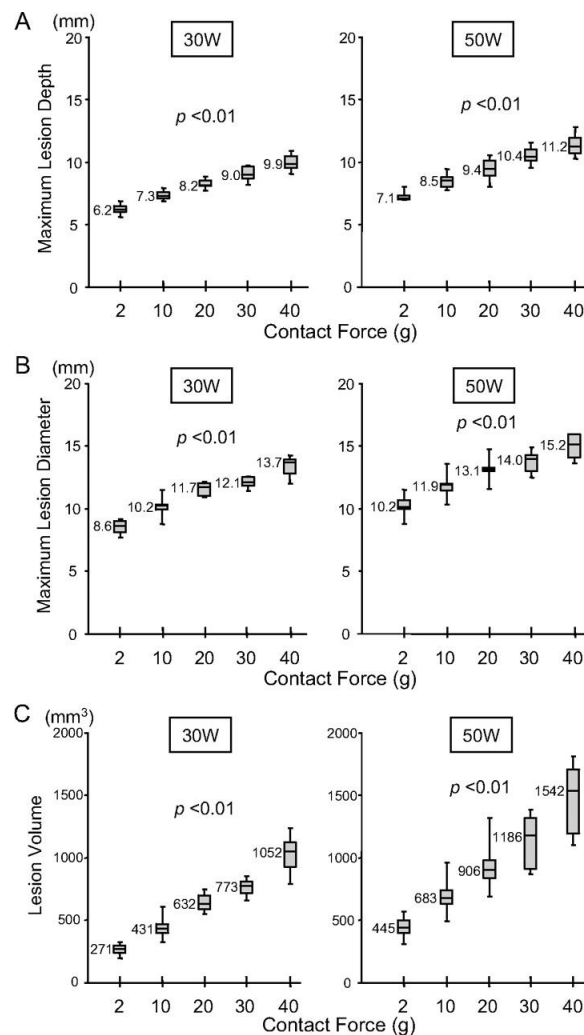 A (mm) 30W 50W
Maximum Lesion Depth
20 20
15 15
10 10
5 5
0 0
p <0.01 p <0.01
6.2 7.3 8.2 9.0 9.9 7.1 8.5 9.4 10.4 11.2
2 10 20 30 40 2 10 20 30 40
Contact Force (g) Contact Force (g)
B (mm) 30W 50W
Maximum Lesion Diameter
20 20
15 15
10 10
5 5
0 0
p <0.01 p <0.01
8.6 10.2 11.7 12.1 13.7 10.2 11.9 13.1 14.0 15.2
2 10 20 30 40 2 10 20 30 40
Contact Force (g) Contact Force (g)
C (mm³) 30W 50W
Lesion Volume
2000 2000
1500 1500
1000 1000
500 500
0 0
p <0.01 p <0.01
271 431 632 773 1052 445 683 906 1186 1542
2 10 20 30 40 2 10 20 30 40
Contact Force (g) Contact Force (g)